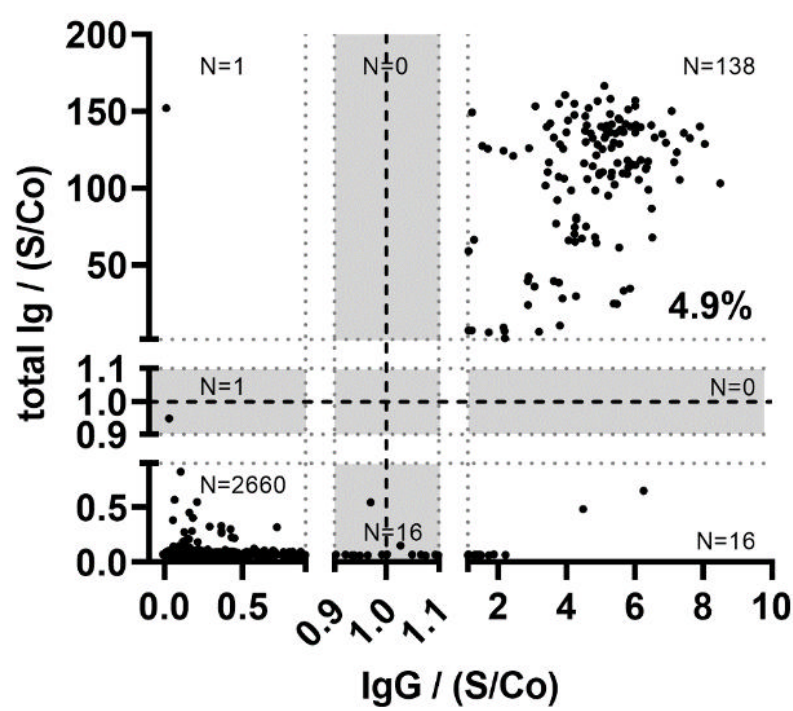 200
N=1
N=0
N=138
150
100
50
4.9%
total Ig / (S/Co)
1.1
N=1
N=0
1.0
0.9
N=2660
0.5
N=16
N=16
0.0
0.0 0.5 0.9 1.0 1.1 2 4 6 8 10
IgG / (S/Co)